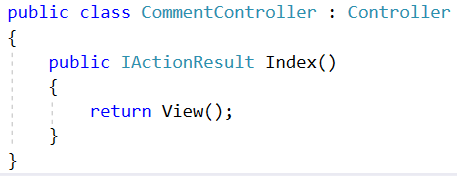 public class CommentController : Controller
{
    public IActionResult Index()
    {
        return View();
    }
}